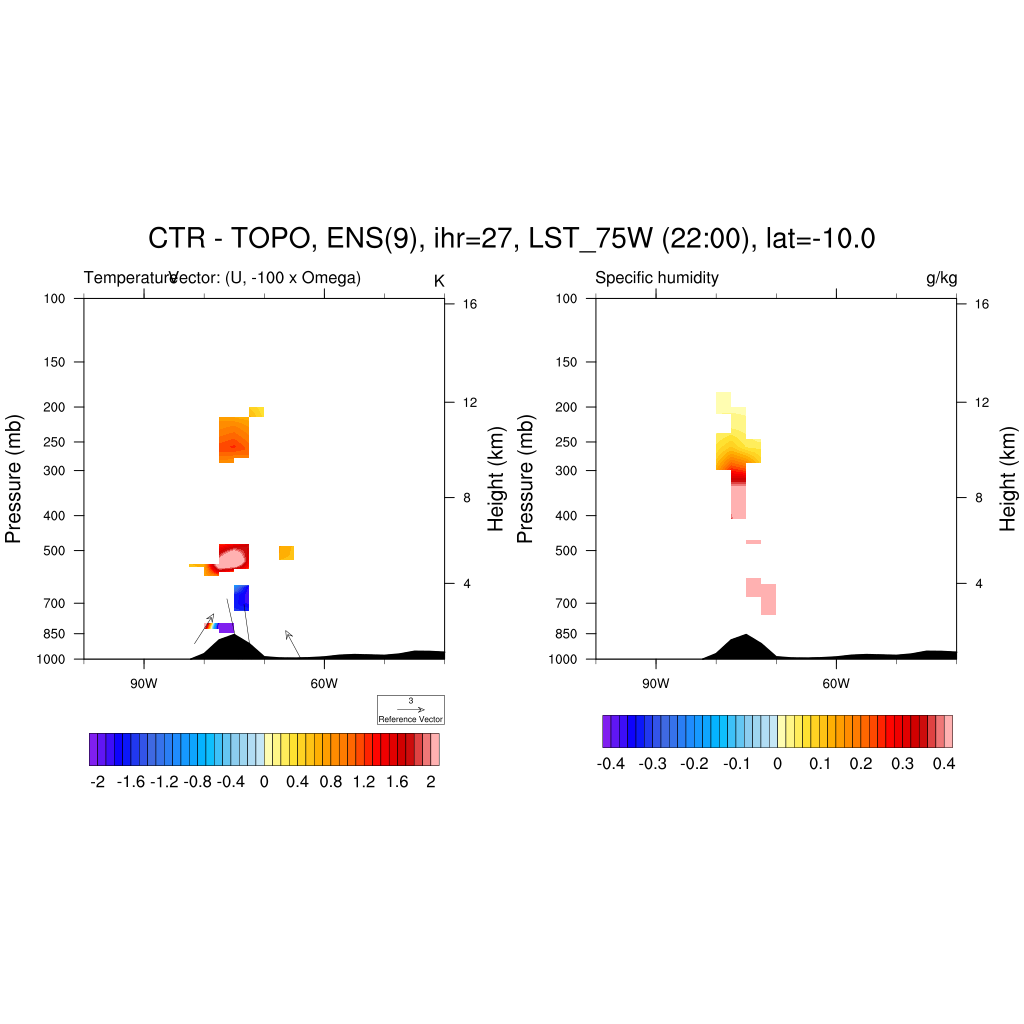 CTR - TOPO, ENS(9), ihr=27, LST_75W (22:00), lat=-10.0
Temperature Vector: (U, -100 x Omega) K
Specific humidity g/kg
Pressure (mb)
100
150
200
250
300
400
500
700
850
1000
16
12
8
4
Height (km)
90W 60W
3
Reference Vector
-2 -1.6 -1.2 -0.8 -0.4 0 0.4 0.8 1.2 1.6 2
Pressure (mb)
100
150
200
250
300
400
500
700
850
1000
16
12
8
4
Height (km)
90W 60W
-0.4 -0.3 -0.2 -0.1 0 0.1 0.2 0.3 0.4